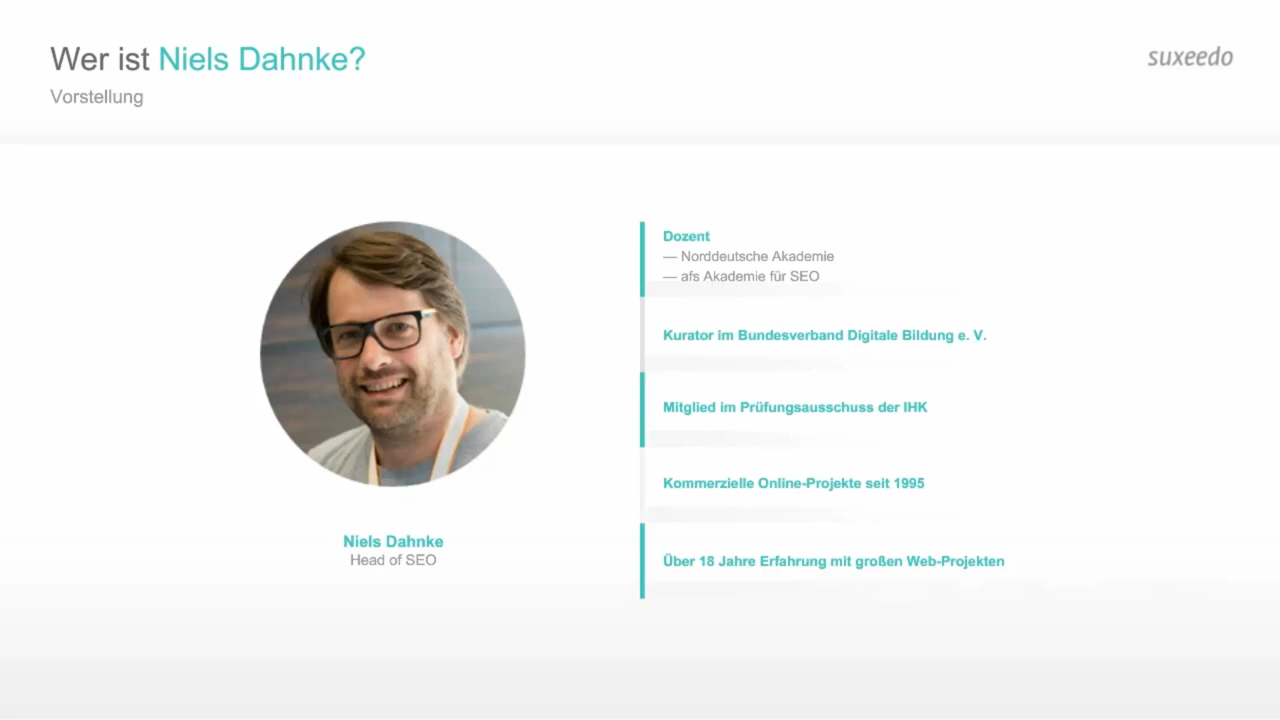 Wer ist Niels Dahnke?
suxeedo
Vorstellung
Dozent
— Norddeutsche Akademie
— afs Akademie für SEO
Kurator im Bundesverband Digitale Bildung e. V.
Mitglied im Prüfungsausschuss der IHK
Kommerzielle Online-Projekte seit 1995
Über 18 Jahre Erfahrung mit großen Web-Projekten
Niels Dahnke
Head of SEO